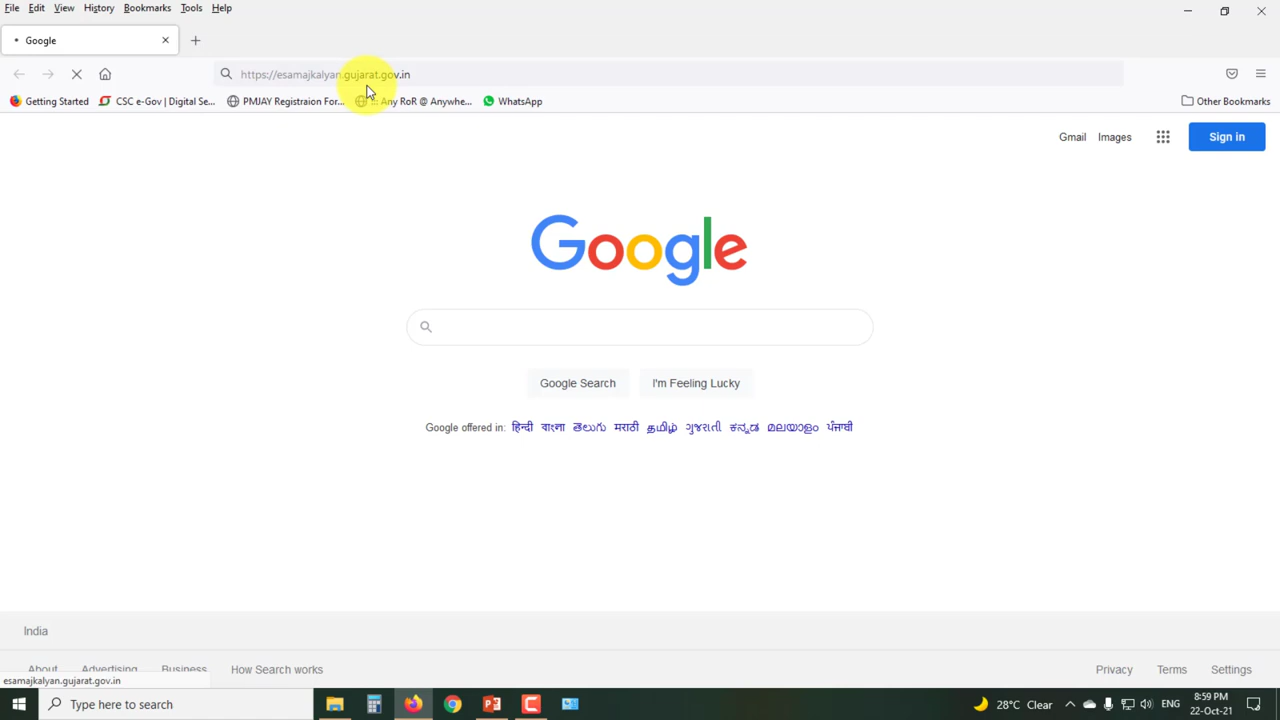 File Edit View History Bookmarks Tools Help
Google
https://esamajkalyan.gujarat.gov.in
Getting Started CSC e-Gov | Digital Se... PMJAY Registraion For... ::: Any RoR @ Anywhe... WhatsApp Other Bookmarks
Gmail Images Sign in
Google
Google Search I'm Feeling Lucky
Google offered in: हिन्दी বাংলা తెలుగు मराठी தமிழ் ગુજરાતી ಕನ್ನಡ മലയാളം ਪੰਜਾਬੀ
India
About Advertising Business How Search works Privacy Terms Settings
esamajkalyan.gujarat.gov.in
Type here to search 28°C Clear ENG 8:59 PM
22-Oct-21